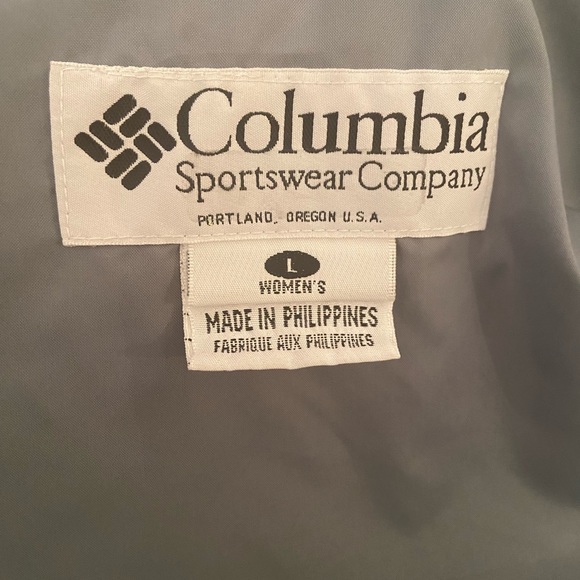 Columbia
Sportswear Company
PORTLAND, OREGON U.S.A.
L
WOMEN'S
MADE IN PHILIPPINES
FABRIQUE AUX PHILIPPINES